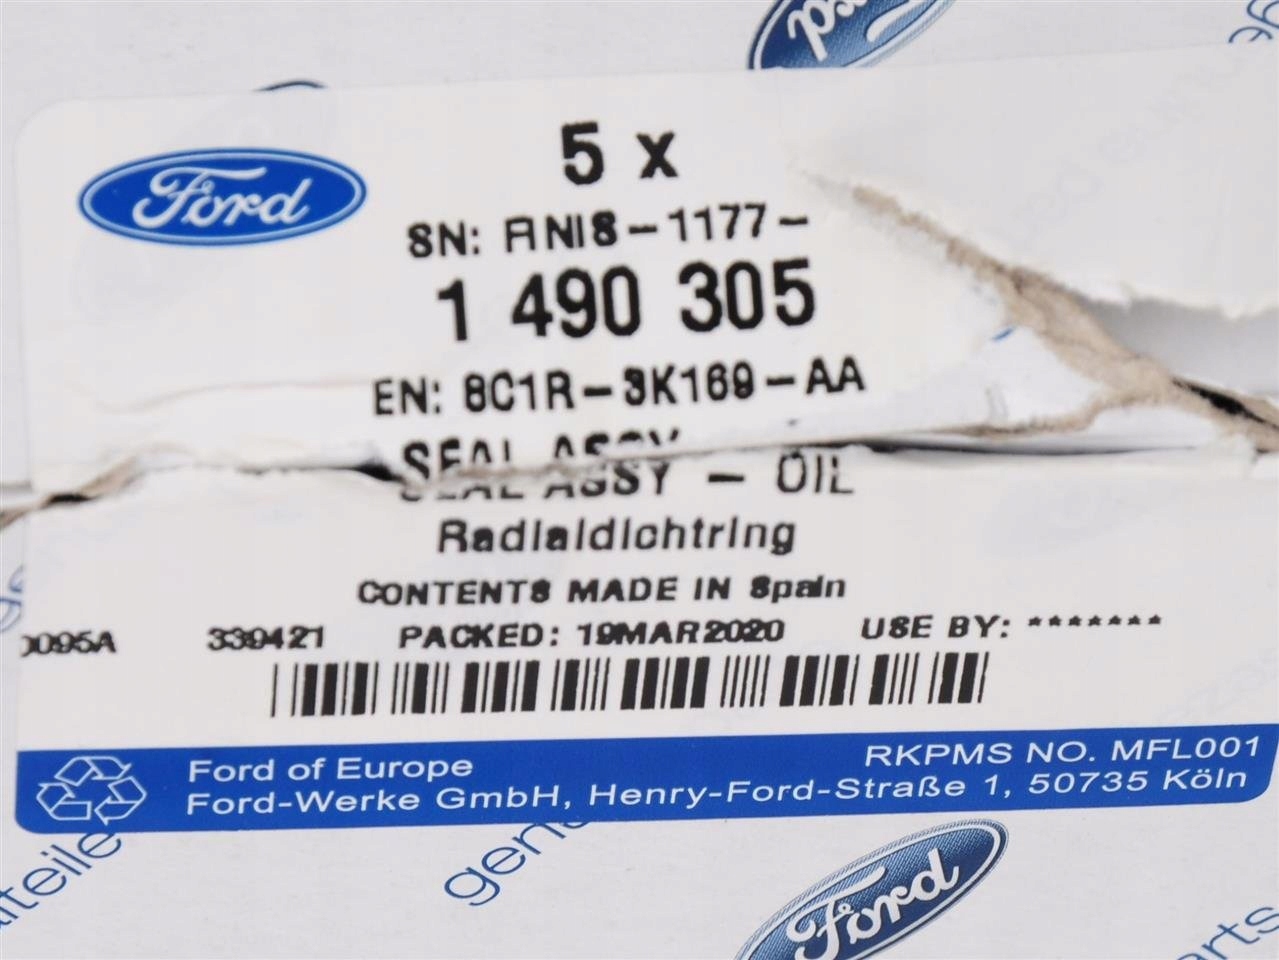 Ford
Ford
5 x
SN: FINIS-1177-
1 490 305
EN: 8C1R-3K169-AA
SEAL ASSY - OIL
Radialdichtring
CONTENTS MADE IN Spain
0095A 339421 PACKED: 19MAR2020 USE BY: *******
Ford of Europe
RKPMS NO. MFL001
Ford-Werke GmbH, Henry-Ford-Straße 1, 50735 Köln
Ford